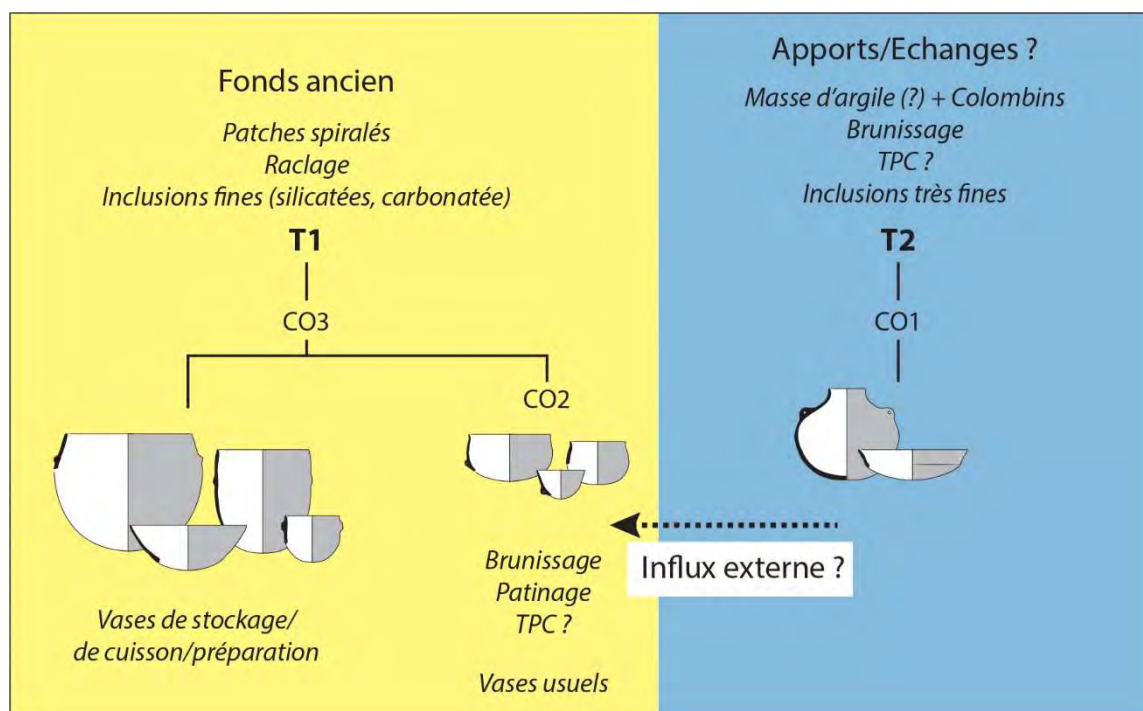 Fonds ancien
Patches spiralés
Raclage
Inclusions fines (silicatées, carbonatée)
T1
CO3
CO2
Vases de stockage/
de cuisson/préparation
Brunissage
Patinage
TPC ?
Vases usuels
Apports/Echanges ?
Masse d'argile (?) + Colombins
Brunissage
TPC ?
Inclusions très fines
T2
CO1
Influx externe ?